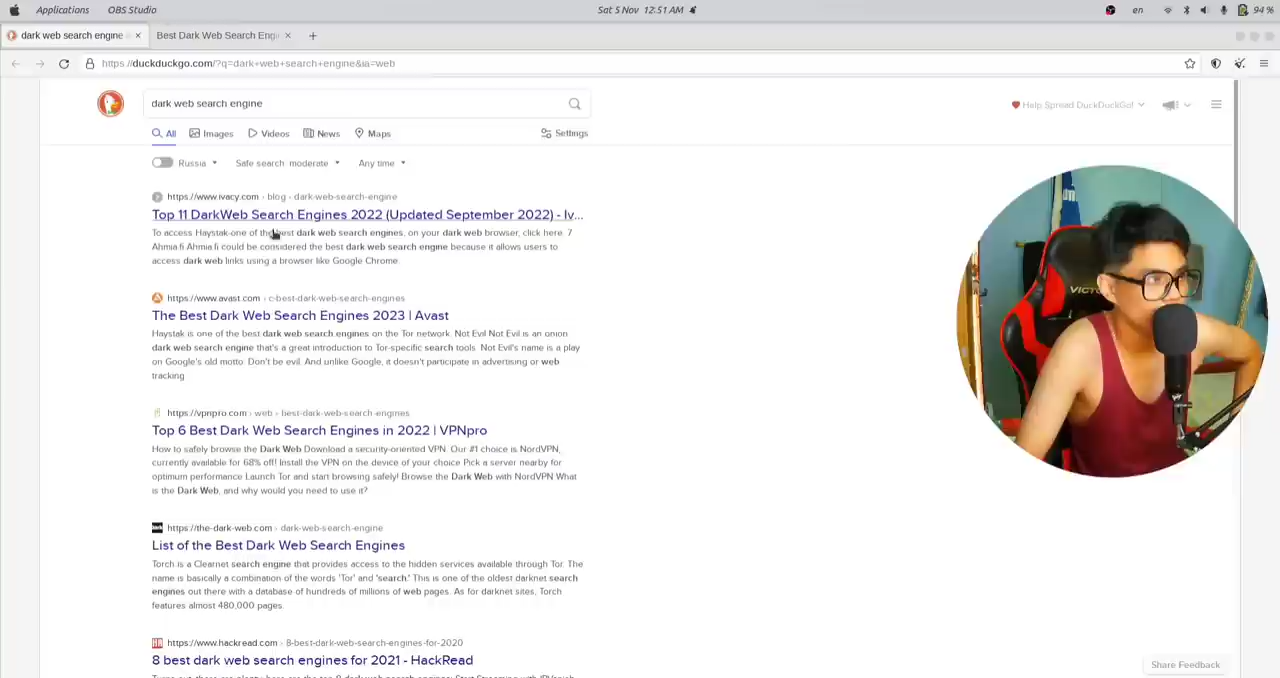 Applications OBS Studio Sat 5 Nov 12:51 AM en 94 %
dark web search engine Best Dark Web Search Eng
https://duckduckgo.com/?q=dark+web+search+engine&ia=web
dark web search engine
Help Spread DuckDuckGo!
All Images Videos News Maps Settings
Russia Safe search: moderate Any time
https://www.ivacy.com › blog › dark-web-search-engine
Top 11 DarkWeb Search Engines 2022 (Updated September 2022) - Iv...
To access Haystak-one of the best dark web search engines, on your dark web browser, click here. 7
Ahmia.fi Ahmia.fi could be considered the best dark web search engine because it allows users to
access dark web links using a browser like Google Chrome.
https://www.avast.com › c-best-dark-web-search-engines
The Best Dark Web Search Engines 2023 | Avast
Haystak is one of the best dark web search engines on the Tor network. Not Evil Not Evil is an onion
dark web search engine that's a great introduction to Tor-specific search tools. Not Evil's name is a play
on Google's old motto: Don't be evil. And unlike Google, it doesn't participate in advertising or web
tracking
https://vpnpro.com › web › best-dark-web-search-engines
Top 6 Best Dark Web Search Engines in 2022 | VPNpro
How to safely browse the Dark Web Download a security-oriented VPN. Our #1 choice is NordVPN,
currently available for 68% off! Install the VPN on the device of your choice Pick a server nearby for
optimum performance Launch Tor and start browsing safely! Browse the Dark Web with NordVPN What
is the Dark Web, and why would you need to use it?
https://the-dark-web.com › dark-web-search-engine
List of the Best Dark Web Search Engines
Torch is a Clearnet search engine that provides access to the hidden services available through Tor. The
name is basically a combination of the words 'Tor' and 'search.' This is one of the oldest darknet search
engines out there with a database of hundreds of millions of web pages. As for darknet sites, Torch
features almost 480,000 pages.
https://www.hackread.com › 8-best-dark-web-search-engines-for-2020
8 best dark web search engines for 2021 - HackRead
Share Feedback